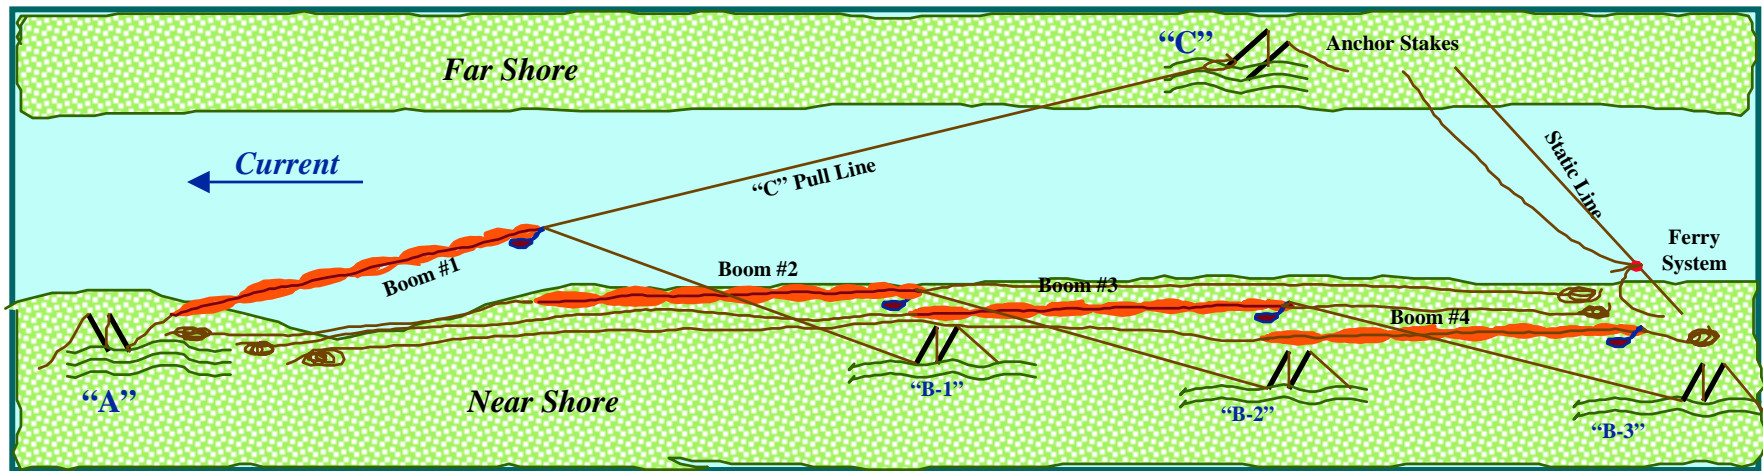 “C”
Anchor Stakes
Far Shore
Current
“C” Pull Line
Static Line
Ferry
System
Boom #1
Boom #2
Boom #3
Boom #4
“A”
Near Shore
“B-1”
“B-2”
“B-3”